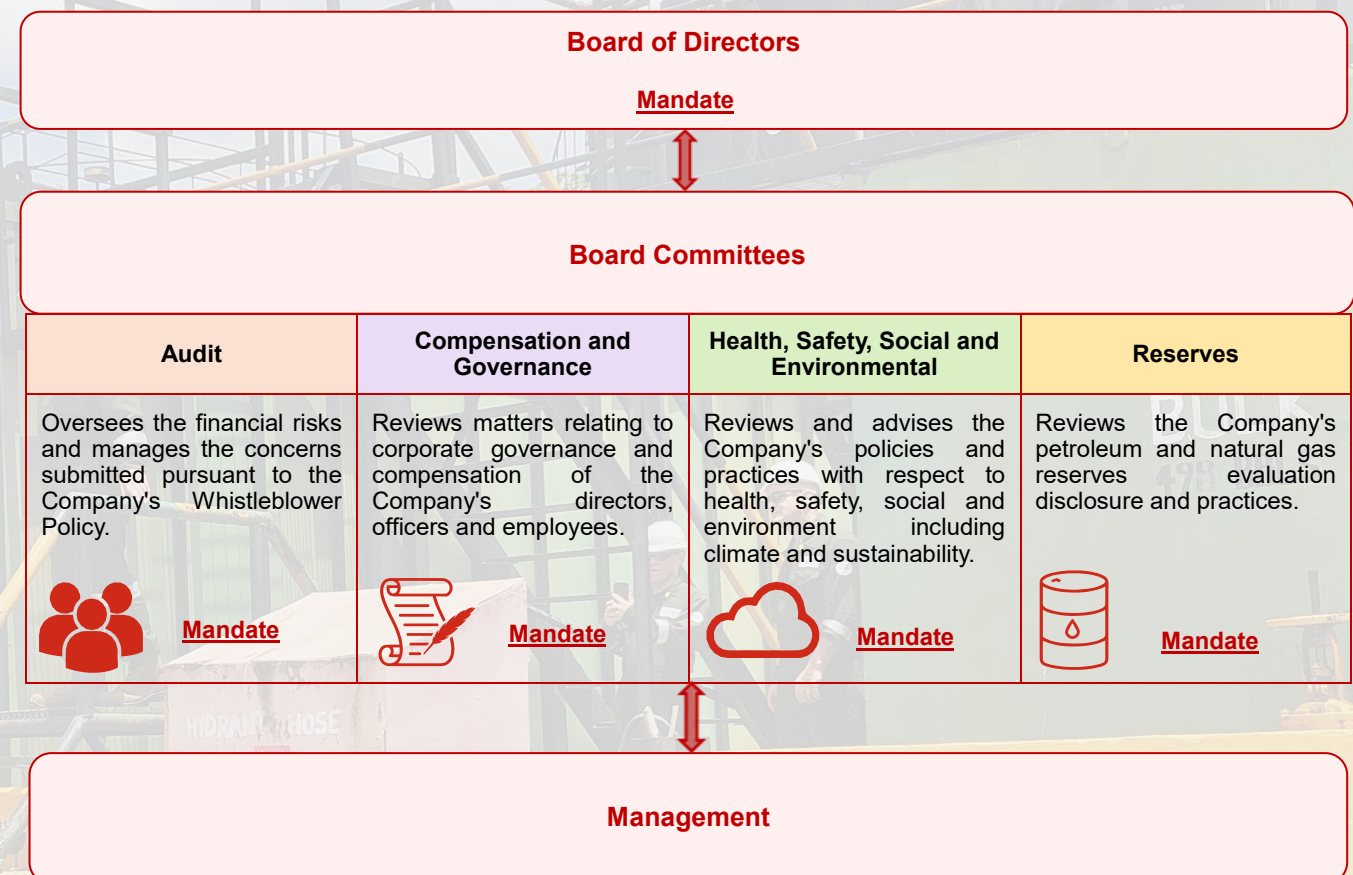 Board of Directors
Mandate
Board Committees
Audit
Compensation and
Governance
Health, Safety, Social and
Environmental
Reserves
Oversees the financial risks
and manages the concerns
submitted pursuant to the
Company's Whistleblower
Policy.
Mandate
Reviews matters relating to
corporate governance and
compensation of the
Company's directors,
officers and employees.
Mandate
Reviews and advises the
Company's policies and
practices with respect to
health, safety, social and
environment including
climate and sustainability.
Mandate
Reviews the Company's
petroleum and natural gas
reserves evaluation
disclosure and practices.
Mandate
BULK
HYDRANT HOSE
Management